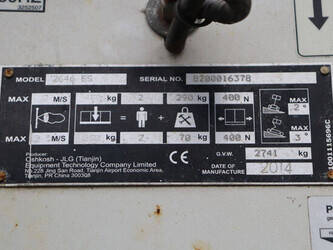 3252507
MODEL 2646 ES SERIAL NO. B200016378
MAX M/S kg 2 290 kg 400 N MAX 2°
MAX M/S kg 2 70 kg 400 N 3°
Producer:
Oshkosh - JLG (Tianjin)
Equipment Technology Company Limited
No.228 Jing San Road, Tianjin Airport Economic Area,
Tianjin, PR China 300308
CE
G.V.W. 2741 kg
DATE OF MANUFACTURE 2014
1001115696C